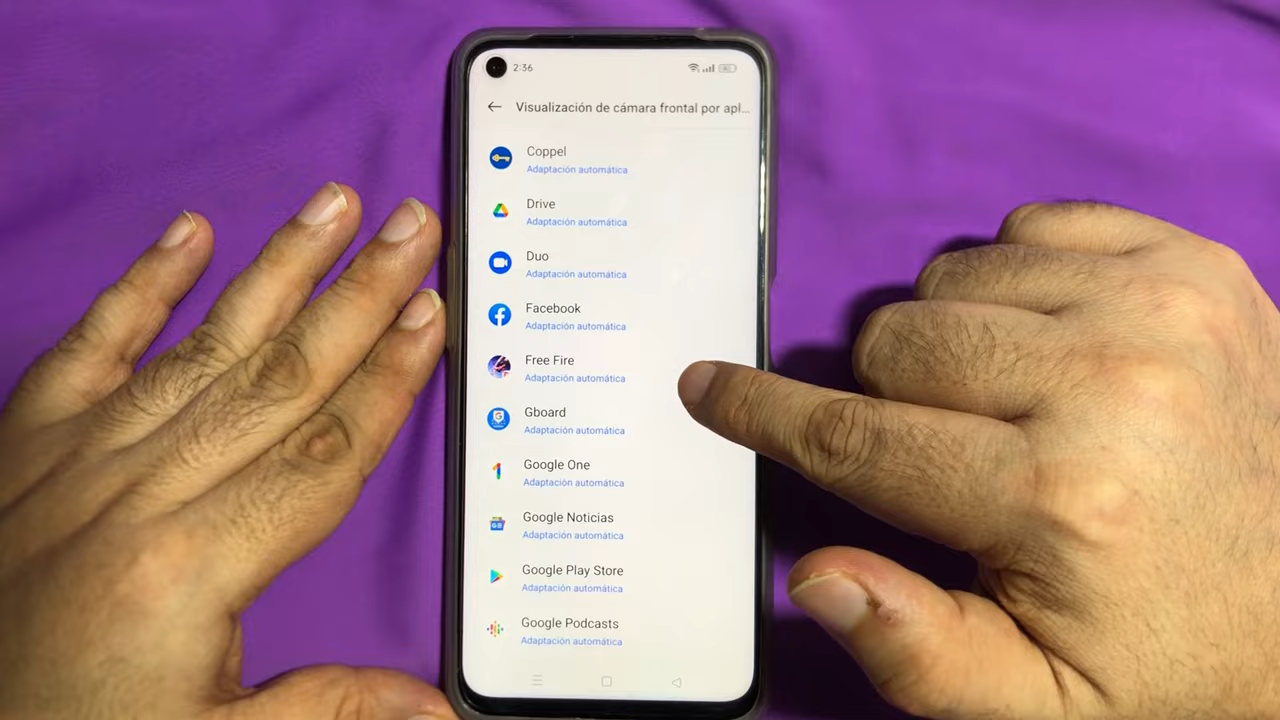 2:36
Visualización de cámara frontal por apl...
Coppel
Adaptación automática
Drive
Adaptación automática
Duo
Adaptación automática
Facebook
Adaptación automática
Free Fire
Adaptación automática
Gboard
Adaptación automática
Google One
Adaptación automática
Google Noticias
Adaptación automática
Google Play Store
Adaptación automática
Google Podcasts
Adaptación automática